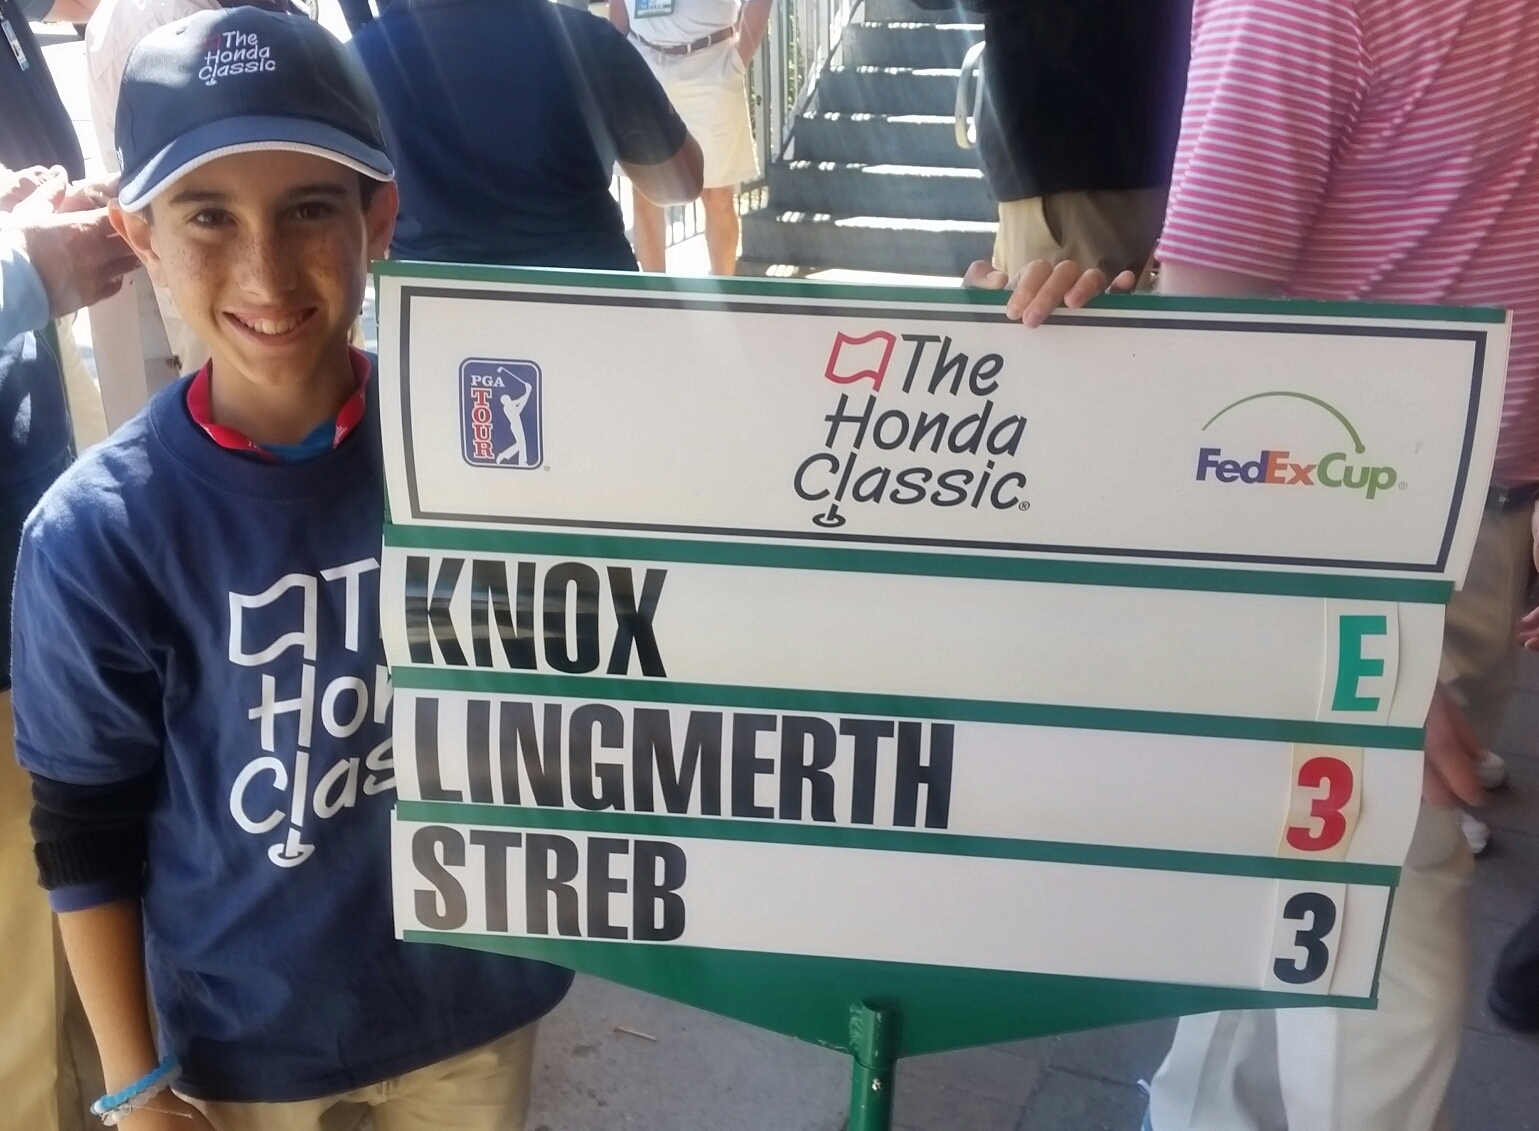 The
Honda
Classic
PGA
TOUR
The
Honda
Classic
FedExCup
KNOX E
LINGMERTH 3
STREB 3